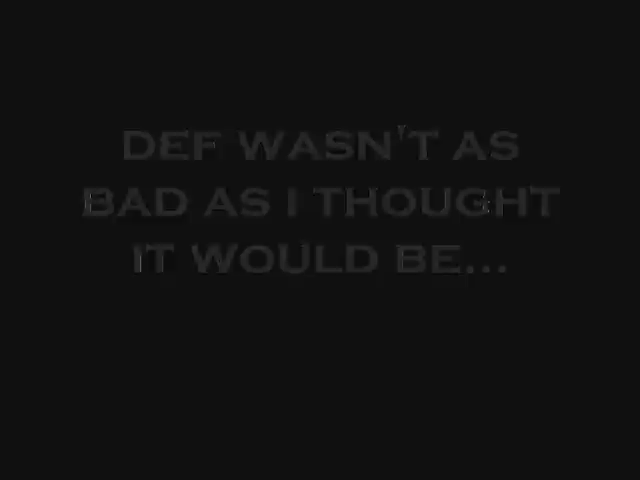 DEF WASN'T AS
BAD AS I THOUGHT
IT WOULD BE...